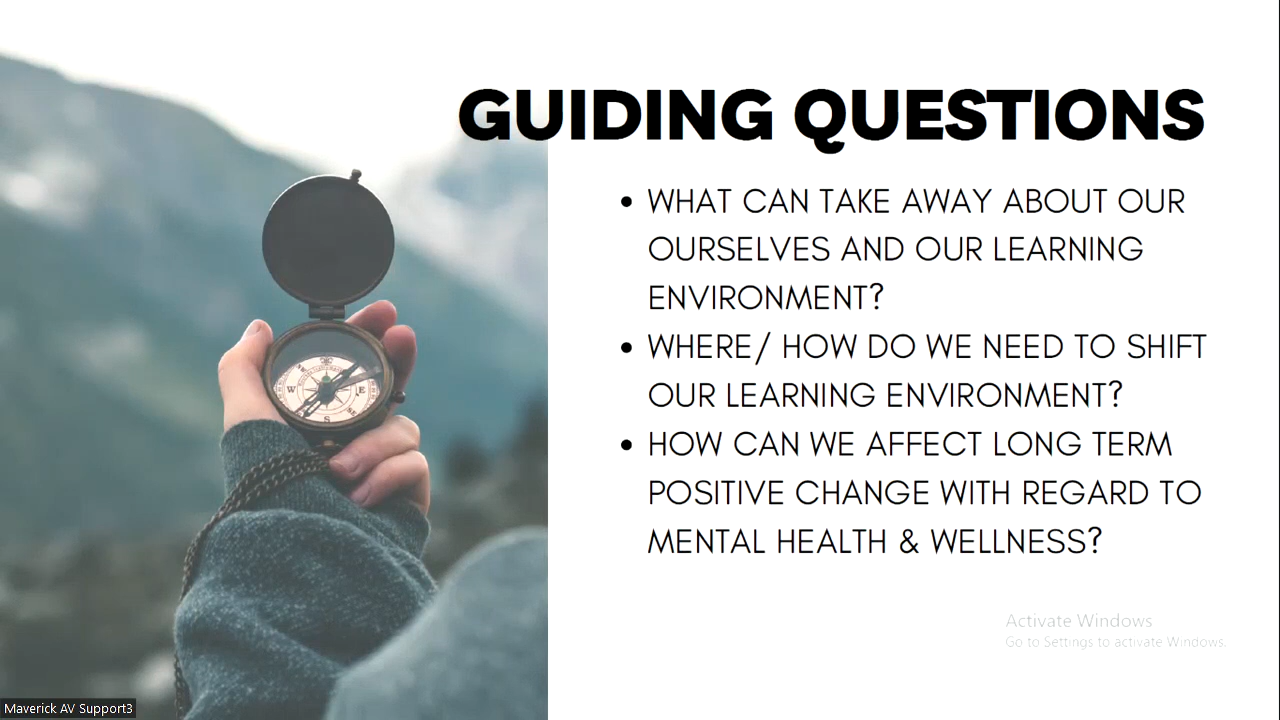 GUIDING QUESTIONS
• WHAT CAN TAKE AWAY ABOUT OUR
OURSELVES AND OUR LEARNING
ENVIRONMENT?
• WHERE/ HOW DO WE NEED TO SHIFT
OUR LEARNING ENVIRONMENT?
• HOW CAN WE AFFECT LONG TERM
POSITIVE CHANGE WITH REGARD TO
MENTAL HEALTH & WELLNESS?
W
E
S
Activate Windows
Go to Settings to activate Windows.
Maverick AV Support3